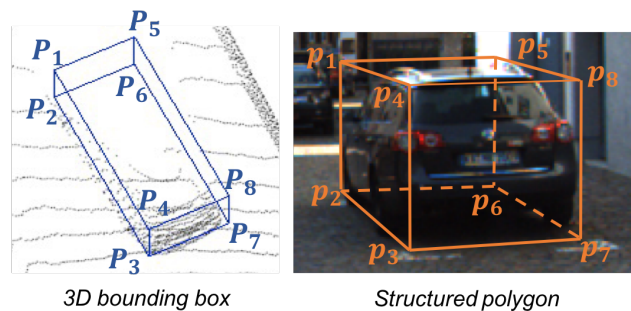 P₁
P₅
P₂
P₆
P₄
P₈
P₃
P₇
p₁
p₅
p₄
p₈
p₂
p₆
p₃
p₇
3D bounding box
Structured polygon